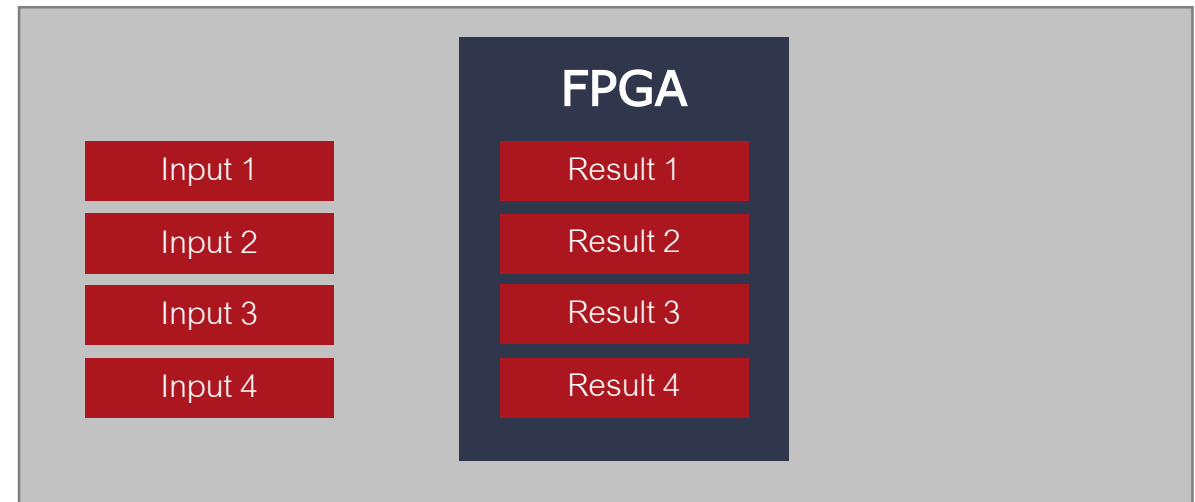 FPGA
Input 1
Result 1
Input 2
Result 2
Input 3
Result 3
Input 4
Result 4